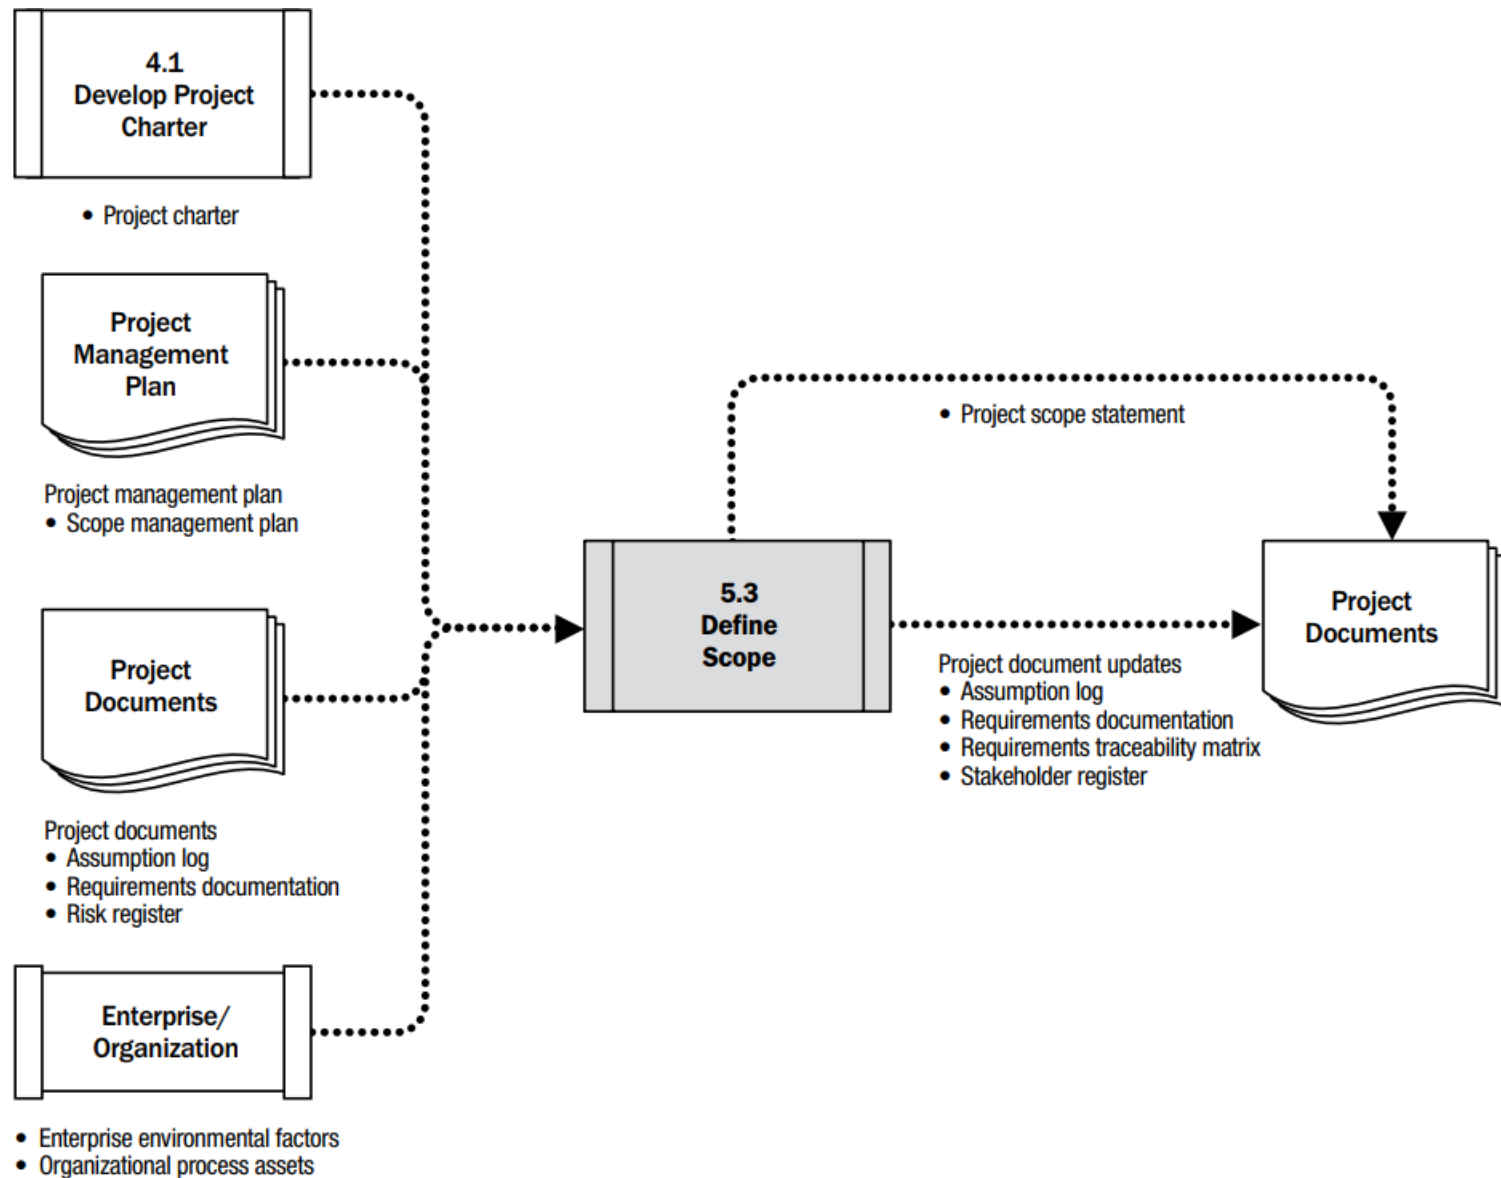 4.1
Develop Project
Charter
• Project charter
Project
Management
Plan
Project management plan
• Scope management plan
Project
Documents
Project documents
• Assumption log
• Requirements documentation
• Risk register
Enterprise/
Organization
• Enterprise environmental factors
• Organizational process assets
5.3
Define
Scope
• Project scope statement
Project document updates
• Assumption log
• Requirements documentation
• Requirements traceability matrix
• Stakeholder register
Project
Documents